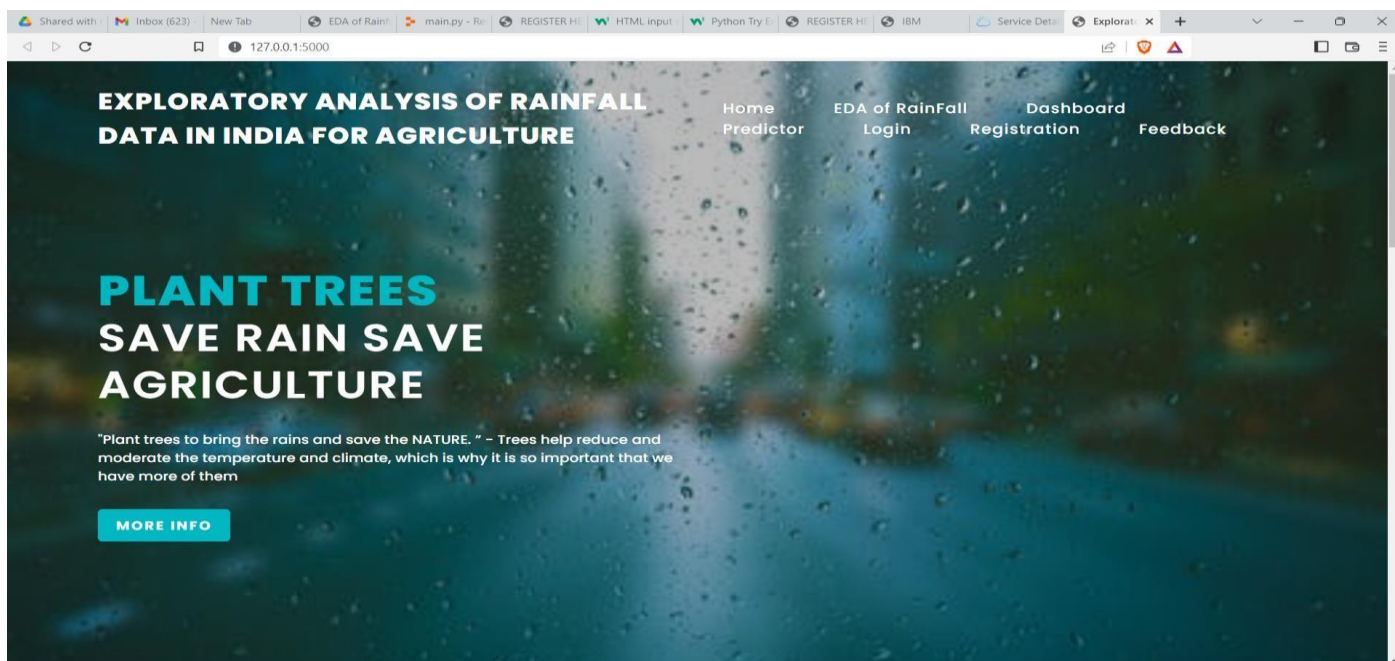 Shared with
Inbox (623) -
New Tab
EDA of Rainf
main.py - Re
REGISTER HE
HTML input
Python Try E
REGISTER HE
IBM
Service Detai
Explorato
127.0.0.1:5000
EXPLORATORY ANALYSIS OF RAINFALL
DATA IN INDIA FOR AGRICULTURE
Home EDA of RainFall Dashboard
Predictor Login Registration Feedback
PLANT TREES
SAVE RAIN SAVE
AGRICULTURE
"Plant trees to bring the rains and save the NATURE. “ - Trees help reduce and
moderate the temperature and climate, which is why it is so important that we
have more of them
MORE INFO